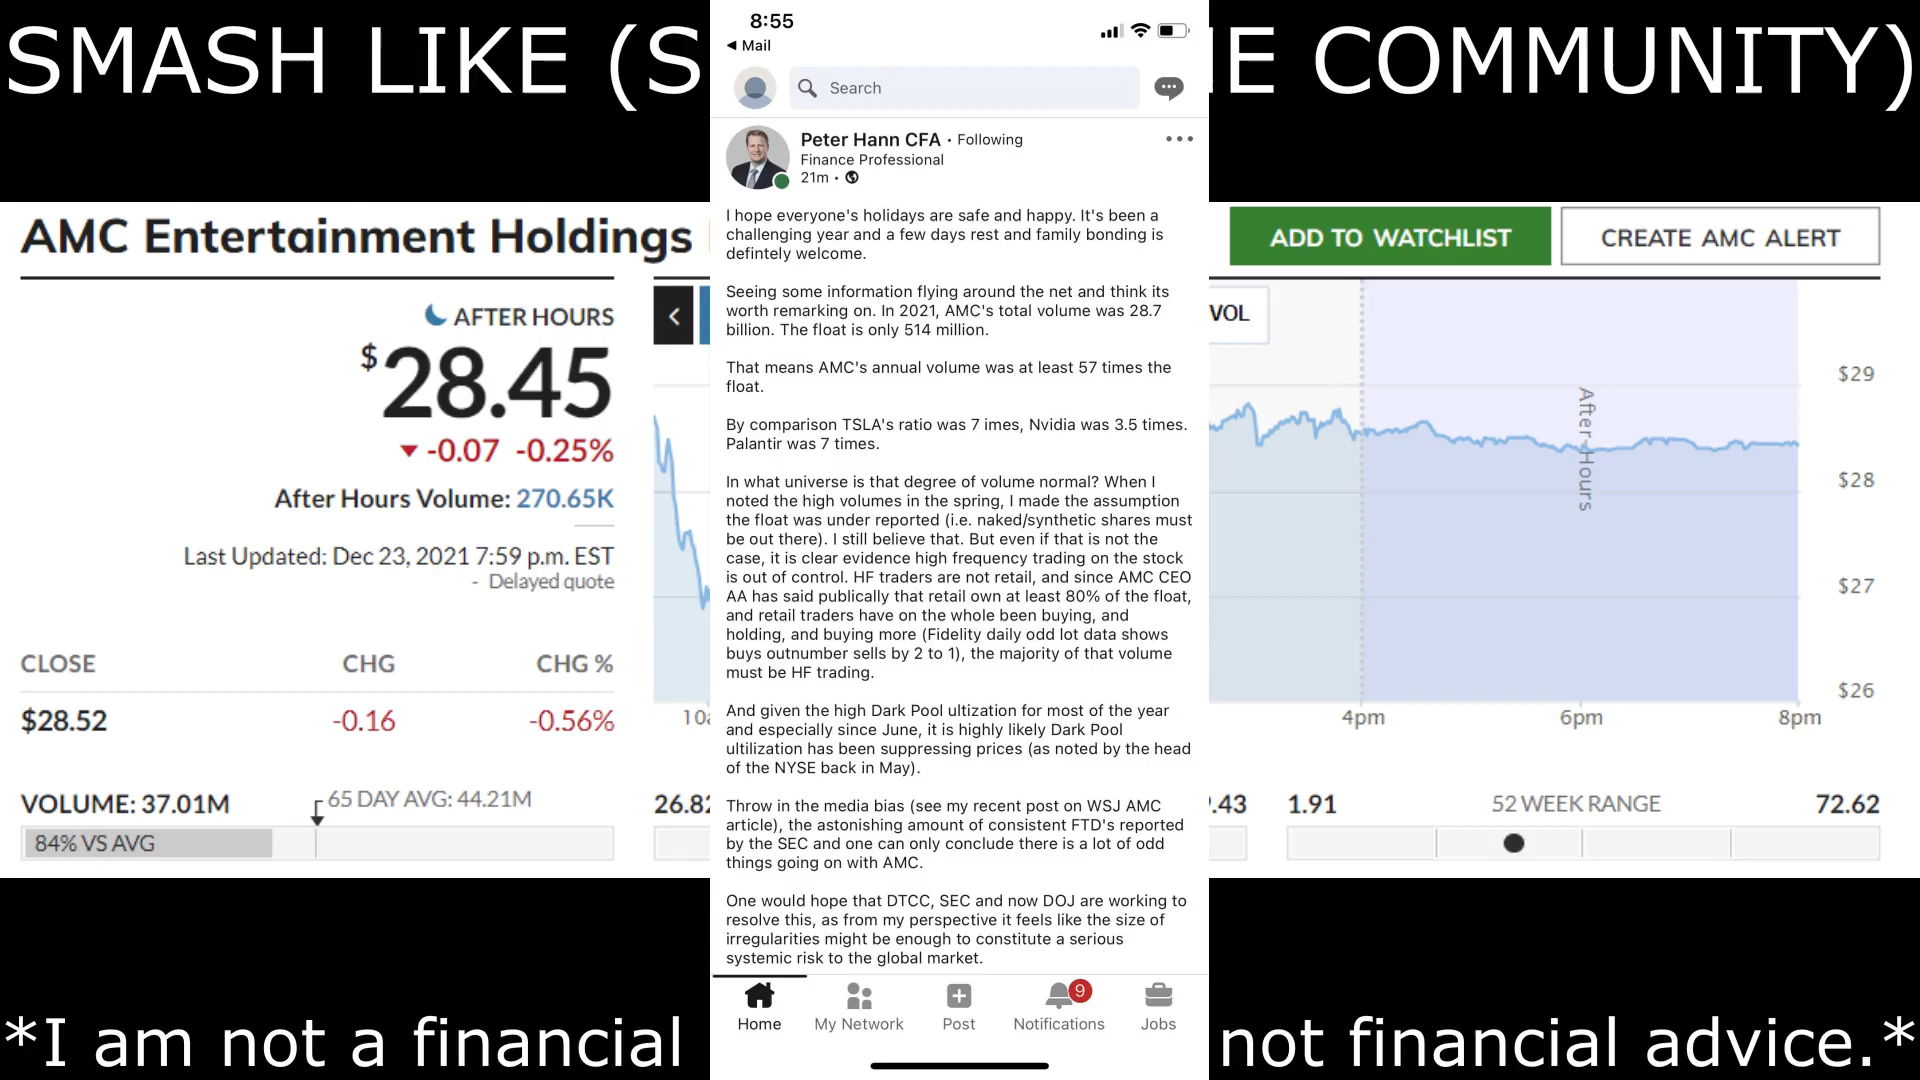 SMASH LIKE (S
E COMMUNITY)
8:55
Mail
Search
Peter Hann CFA • Following
Finance Professional
21m •
I hope everyone's holidays are safe and happy. It's been a
challenging year and a few days rest and family bonding is
defintely welcome.
Seeing some information flying around the net and think its
worth remarking on. In 2021, AMC's total volume was 28.7
billion. The float is only 514 million.
That means AMC's annual volume was at least 57 times the
float.
By comparison TSLA's ratio was 7 imes, Nvidia was 3.5 times.
Palantir was 7 times.
In what universe is that degree of volume normal? When I
noted the high volumes in the spring, I made the assumption
the float was under reported (i.e. naked/synthetic shares must
be out there). I still believe that. But even if that is not the
case, it is clear evidence high frequency trading on the stock
is out of control. HF traders are not retail, and since AMC CEO
AA has said publically that retail own at least 80% of the float,
and retail traders have on the whole been buying, and
holding, and buying more (Fidelity daily odd lot data shows
buys outnumber sells by 2 to 1), the majority of that volume
must be HF trading.
And given the high Dark Pool ultization for most of the year
and especially since June, it is highly likely Dark Pool
ultilization has been suppressing prices (as noted by the head
of the NYSE back in May).
Throw in the media bias (see my recent post on WSJ AMC
article), the astonishing amount of consistent FTD's reported
by the SEC and one can only conclude there is a lot of odd
things going on with AMC.
One would hope that DTCC, SEC and now DOJ are working to
resolve this, as from my perspective it feels like the size of
irregularities might be enough to constitute a serious
systemic risk to the global market.
9
Home My Network Post Notifications Jobs
AMC Entertainment Holdings
AFTER HOURS
$28.45
-0.07 -0.25%
After Hours Volume: 270.65K
Last Updated: Dec 23, 2021 7:59 p.m. EST
- Delayed quote
CLOSE CHG CHG %
$28.52 -0.16 -0.56%
VOLUME: 37.01M
65 DAY AVG: 44.21M
84% VS AVG
ADD TO WATCHLIST
CREATE AMC ALERT
VOL
After Hours
$29
$28
$27
$26
10a
4pm 6pm 8pm
26.82
.43
1.91 52 WEEK RANGE 72.62
*I am not a financial
not financial advice.*